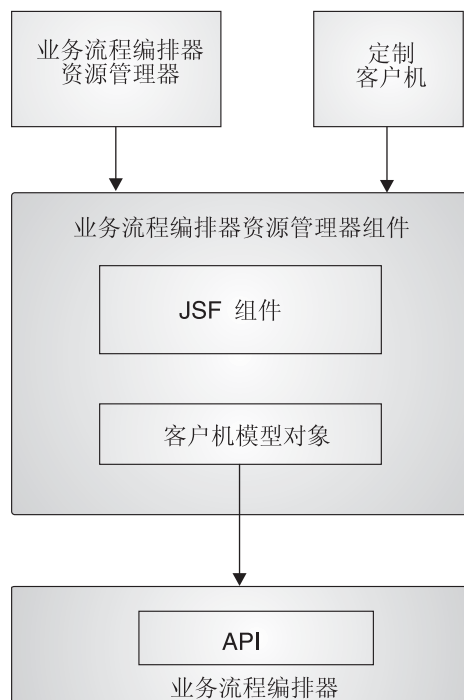 业务流程编排器
资源管理器
定制
客户机
业务流程编排器资源管理器组件
JSF 组件
客户机模型对象
API
业务流程编排器